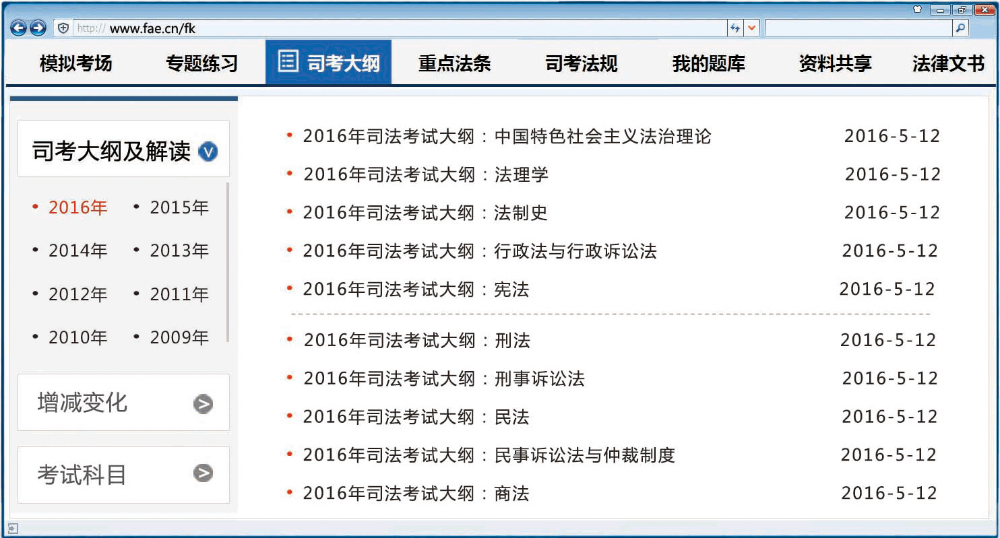 http:// www.fae.cn/fk
模拟考场 专题练习 司考大纲 重点法条 司考法规 我的题库 资料共享 法律文书
司考大纲及解读
• 2016年 • 2015年
• 2014年 • 2013年
• 2012年 • 2011年
• 2010年 • 2009年
增减变化
考试科目
• 2016年司法考试大纲：中国特色社会主义法治理论 2016-5-12
• 2016年司法考试大纲：法理学 2016-5-12
• 2016年司法考试大纲：法制史 2016-5-12
• 2016年司法考试大纲：行政法与行政诉讼法 2016-5-12
• 2016年司法考试大纲：宪法 2016-5-12
• 2016年司法考试大纲：刑法 2016-5-12
• 2016年司法考试大纲：刑事诉讼法 2016-5-12
• 2016年司法考试大纲：民法 2016-5-12
• 2016年司法考试大纲：民事诉讼法与仲裁制度 2016-5-12
• 2016年司法考试大纲：商法 2016-5-12